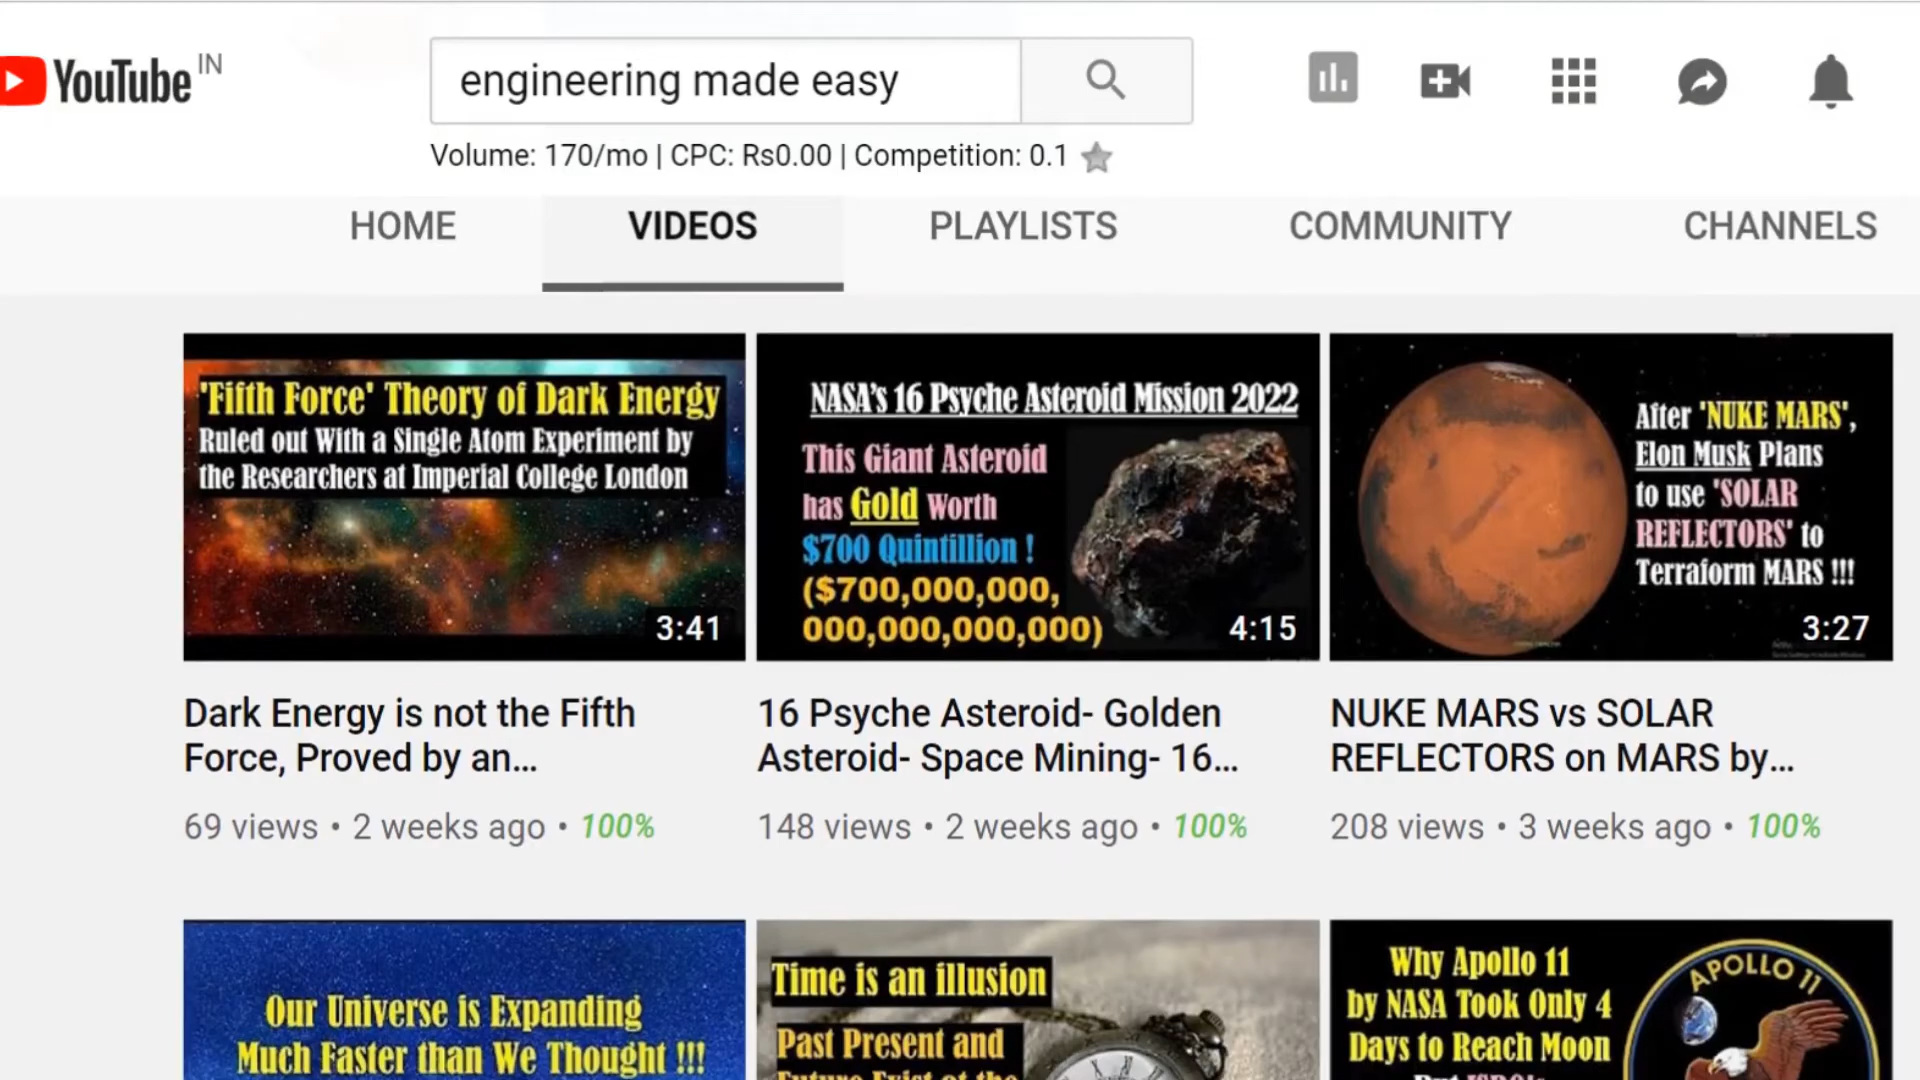 YouTube IN
engineering made easy
Volume: 170/mo | CPC: Rs0.00 | Competition: 0.1
HOME VIDEOS PLAYLISTS COMMUNITY CHANNELS
'Fifth Force' Theory of Dark Energy
Ruled out With a Single Atom Experiment by
the Researchers at Imperial College London
3:41
NASA's 16 Psyche Asteroid Mission 2022
This Giant Asteroid
has Gold Worth
$700 Quintillion !
($700,000,000,
000,000,000,000)
4:15
After 'NUKE MARS',
Elon Musk Plans
to use 'SOLAR
REFLECTORS' to
Terraform MARS !!!
3:27
Dark Energy is not the Fifth
Force, Proved by an...
69 views • 2 weeks ago • 100%
16 Psyche Asteroid- Golden
Asteroid- Space Mining- 16...
148 views • 2 weeks ago • 100%
NUKE MARS vs SOLAR
REFLECTORS on MARS by...
208 views • 3 weeks ago • 100%
Our Universe is Expanding
Much Faster than We Thought !!!
Time is an illusion
Past Present and
Future Exist at the
Why Apollo 11
by NASA Took Only 4
Days to Reach Moon
But ISRO's
APOLLO 11